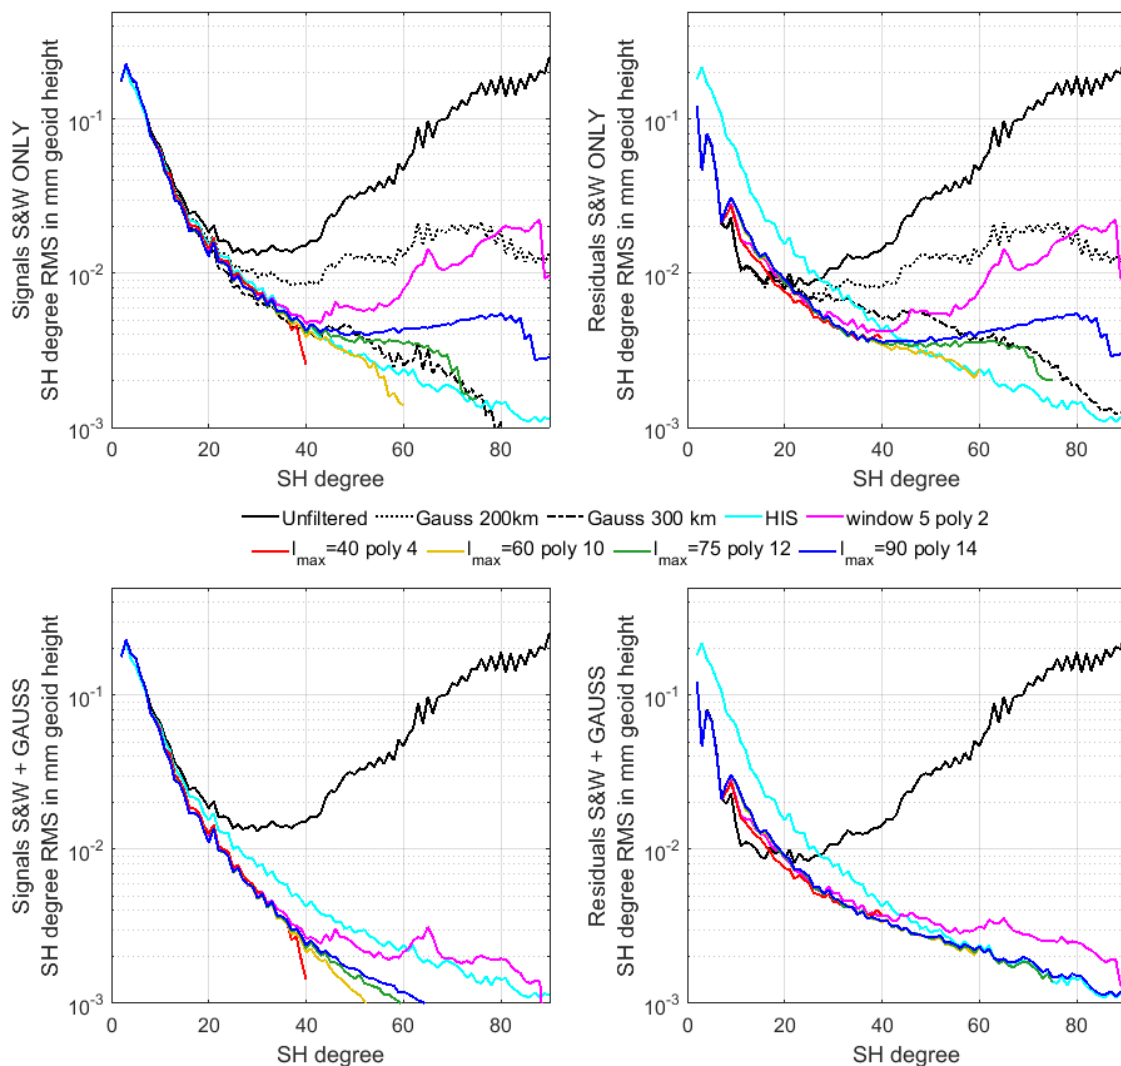 Signals S&W ONLY
SH degree RMS in mm geoid height
10-1
10-2
10-3
0 20 40 60 80
SH degree
Residuals S&W ONLY
SH degree RMS in mm geoid height
10-1
10-2
10-3
0 20 40 60 80
SH degree
Unfiltered Gauss 200km Gauss 300 km HIS window 5 poly 2
lmax=40 poly 4 lmax=60 poly 10 lmax=75 poly 12 lmax=90 poly 14
Signals S&W + GAUSS
SH degree RMS in mm geoid height
10-1
10-2
10-3
0 20 40 60 80
SH degree
Residuals S&W + GAUSS
SH degree RMS in mm geoid height
10-1
10-2
10-3
0 20 40 60 80
SH degree